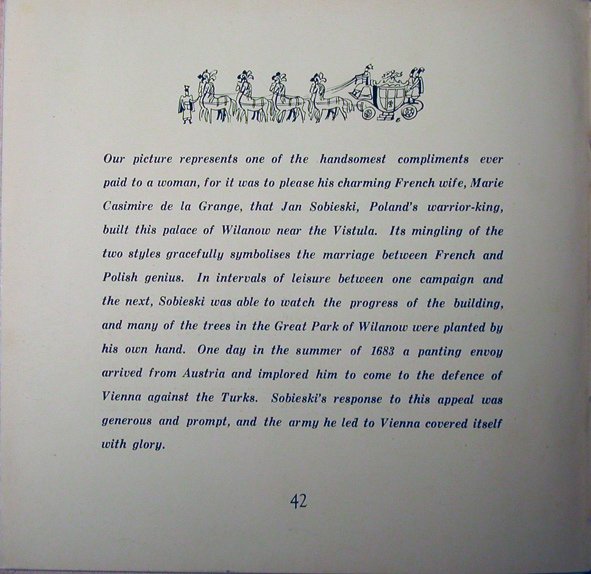 Our picture represents one of the handsomest compliments ever
paid to a woman, for it was to please his charming French wife, Marie
Casimire de la Grange, that Jan Sobieski, Poland's warrior-king,
built this palace of Wilanow near the Vistula. Its mingling of the
two styles gracefully symbolises the marriage between French and
Polish genius. In intervals of leisure between one campaign and
the next, Sobieski was able to watch the progress of the building,
and many of the trees in the Great Park of Wilanow were planted by
his own hand. One day in the summer of 1683 a panting envoy
arrived from Austria and implored him to come to the defence of
Vienna against the Turks. Sobieski's response to this appeal was
generous and prompt, and the army he led to Vienna covered itself
with glory.
42